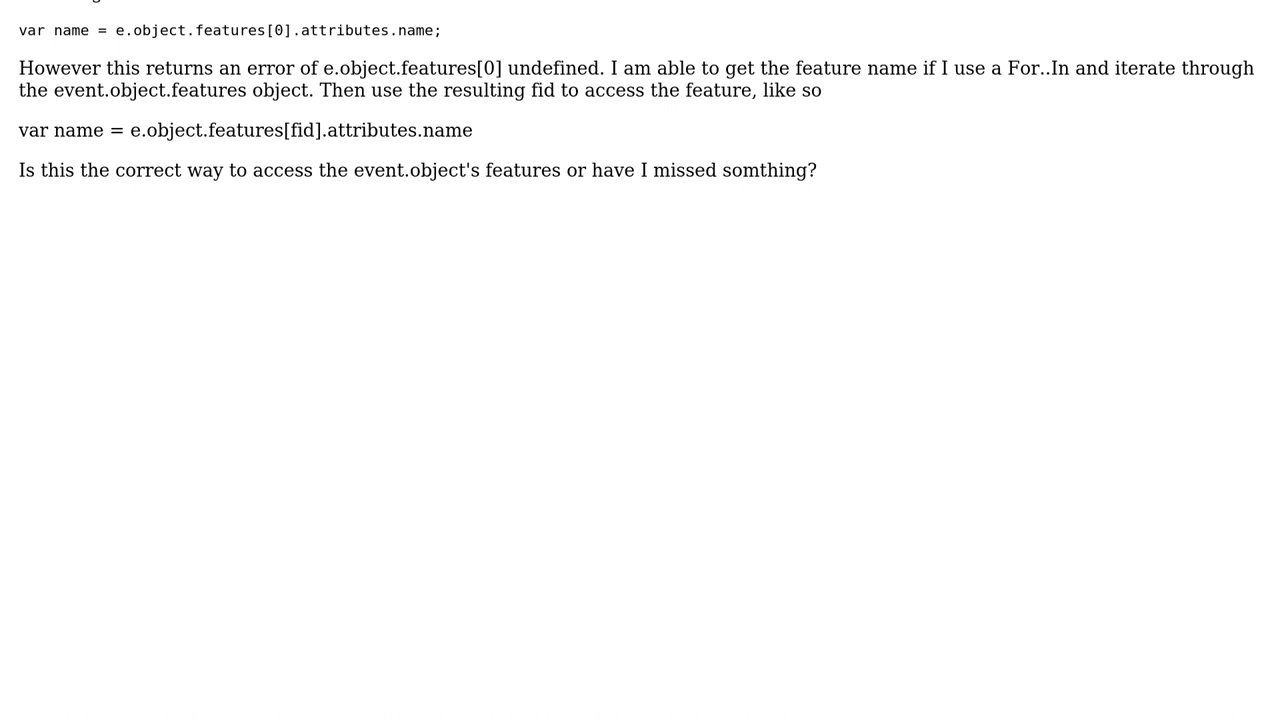 var name = e.object.features[0].attributes.name;
However this returns an error of e.object.features[0] undefined. I am able to get the feature name if I use a For..In and iterate through
the event.object.features object. Then use the resulting fid to access the feature, like so
var name = e.object.features[fid].attributes.name
Is this the correct way to access the event.object's features or have I missed somthing?